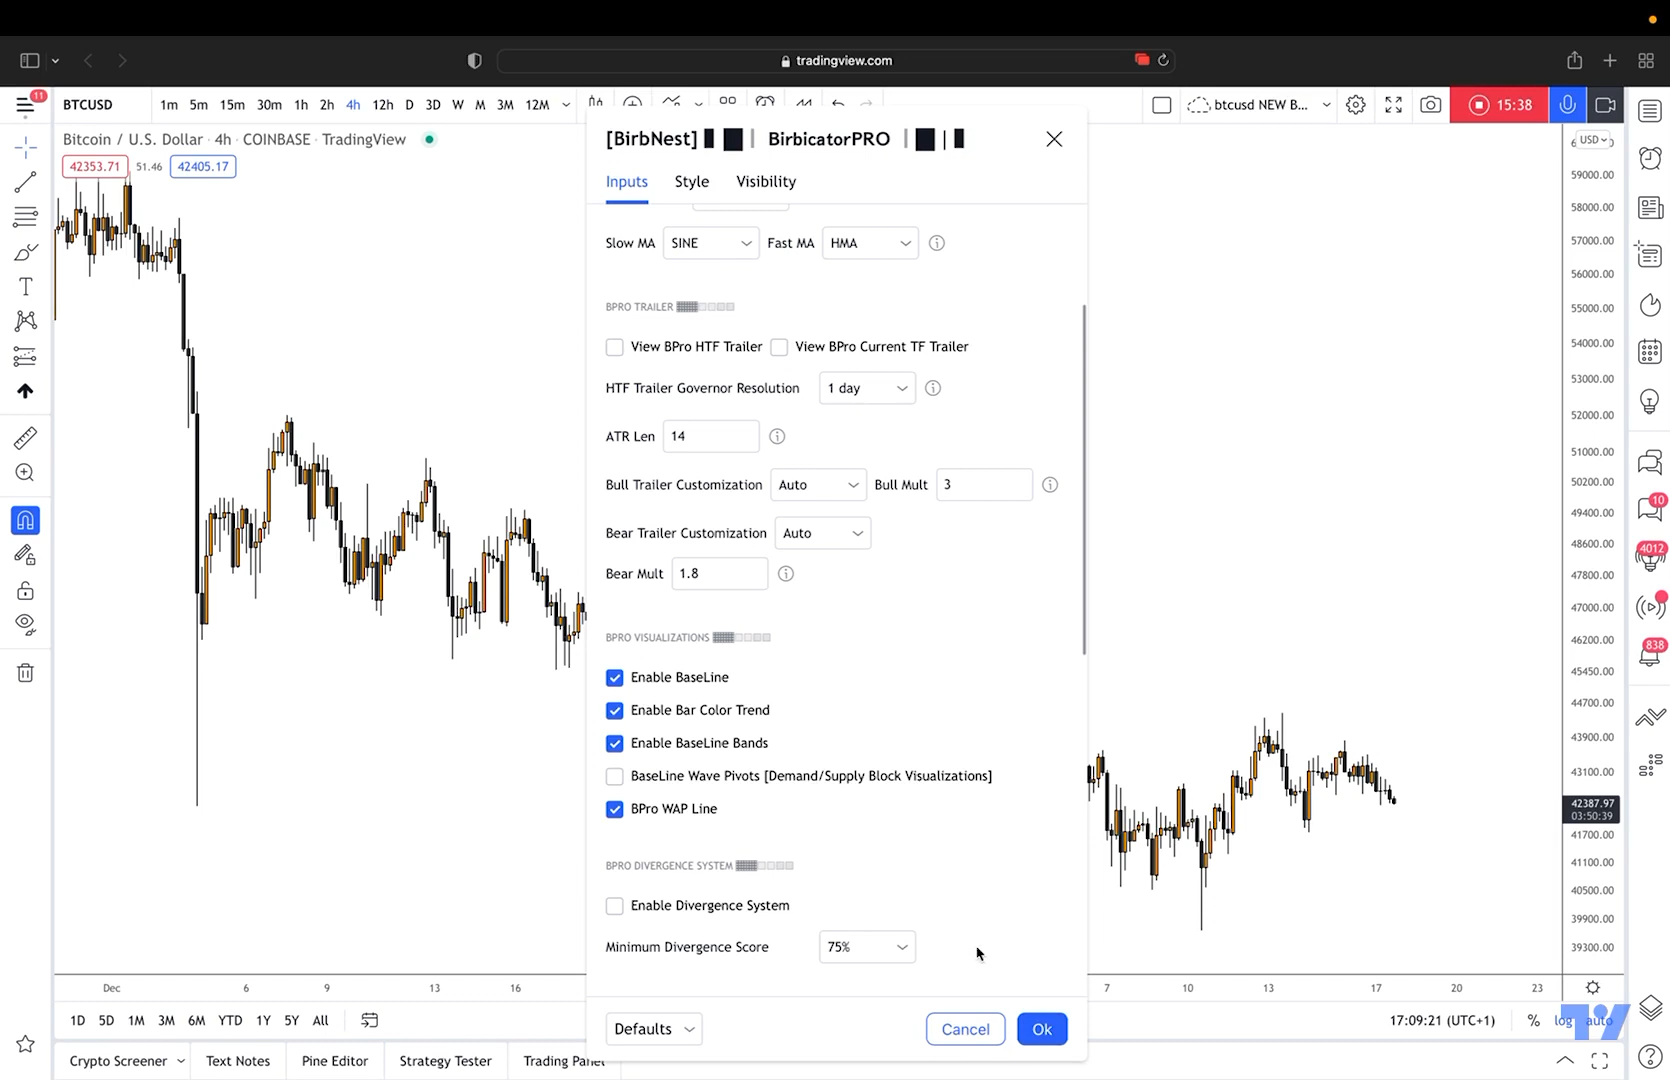 tradingview.com
11
BTCUSD 1m 5m 15m 30m 1h 2h 4h 12h D 3D W M 3M 12M
btcusd NEW B...
15:38
Bitcoin / U.S. Dollar · 4h · COINBASE · TradingView
42353.71 51.46 42405.17
[BirbNest] | BirbicatorPRO | |
Inputs Style Visibility
Slow MA SINE Fast MA HMA
BPRO TRAILER
View BPro HTF Trailer View BPro Current TF Trailer
HTF Trailer Governor Resolution 1 day
ATR Len 14
Bull Trailer Customization Auto Bull Mult 3
Bear Trailer Customization Auto
Bear Mult 1.8
BPRO VISUALIZATIONS
Enable BaseLine
Enable Bar Color Trend
Enable BaseLine Bands
BaseLine Wave Pivots [Demand/Supply Block Visualizations]
BPro WAP Line
BPRO DIVERGENCE SYSTEM
Enable Divergence System
Minimum Divergence Score 75%
Defaults Cancel Ok
USD
59000.00
58000.00
57000.00
56000.00
55000.00
54000.00
53000.00
52000.00
51000.00
50200.00
49400.00
48600.00
47800.00
47000.00
46200.00
45450.00
44700.00
43900.00
43100.00
42387.97
03:50:39
41700.00
41100.00
40500.00
39900.00
39300.00
10
4012
838
Dec 6 9 13 16 7 10 13 17 20 23
1D 5D 1M 3M 6M YTD 1Y 5Y All
17:09:21 (UTC+1) % log auto
Crypto Screener Text Notes Pine Editor Strategy Tester Trading Panel